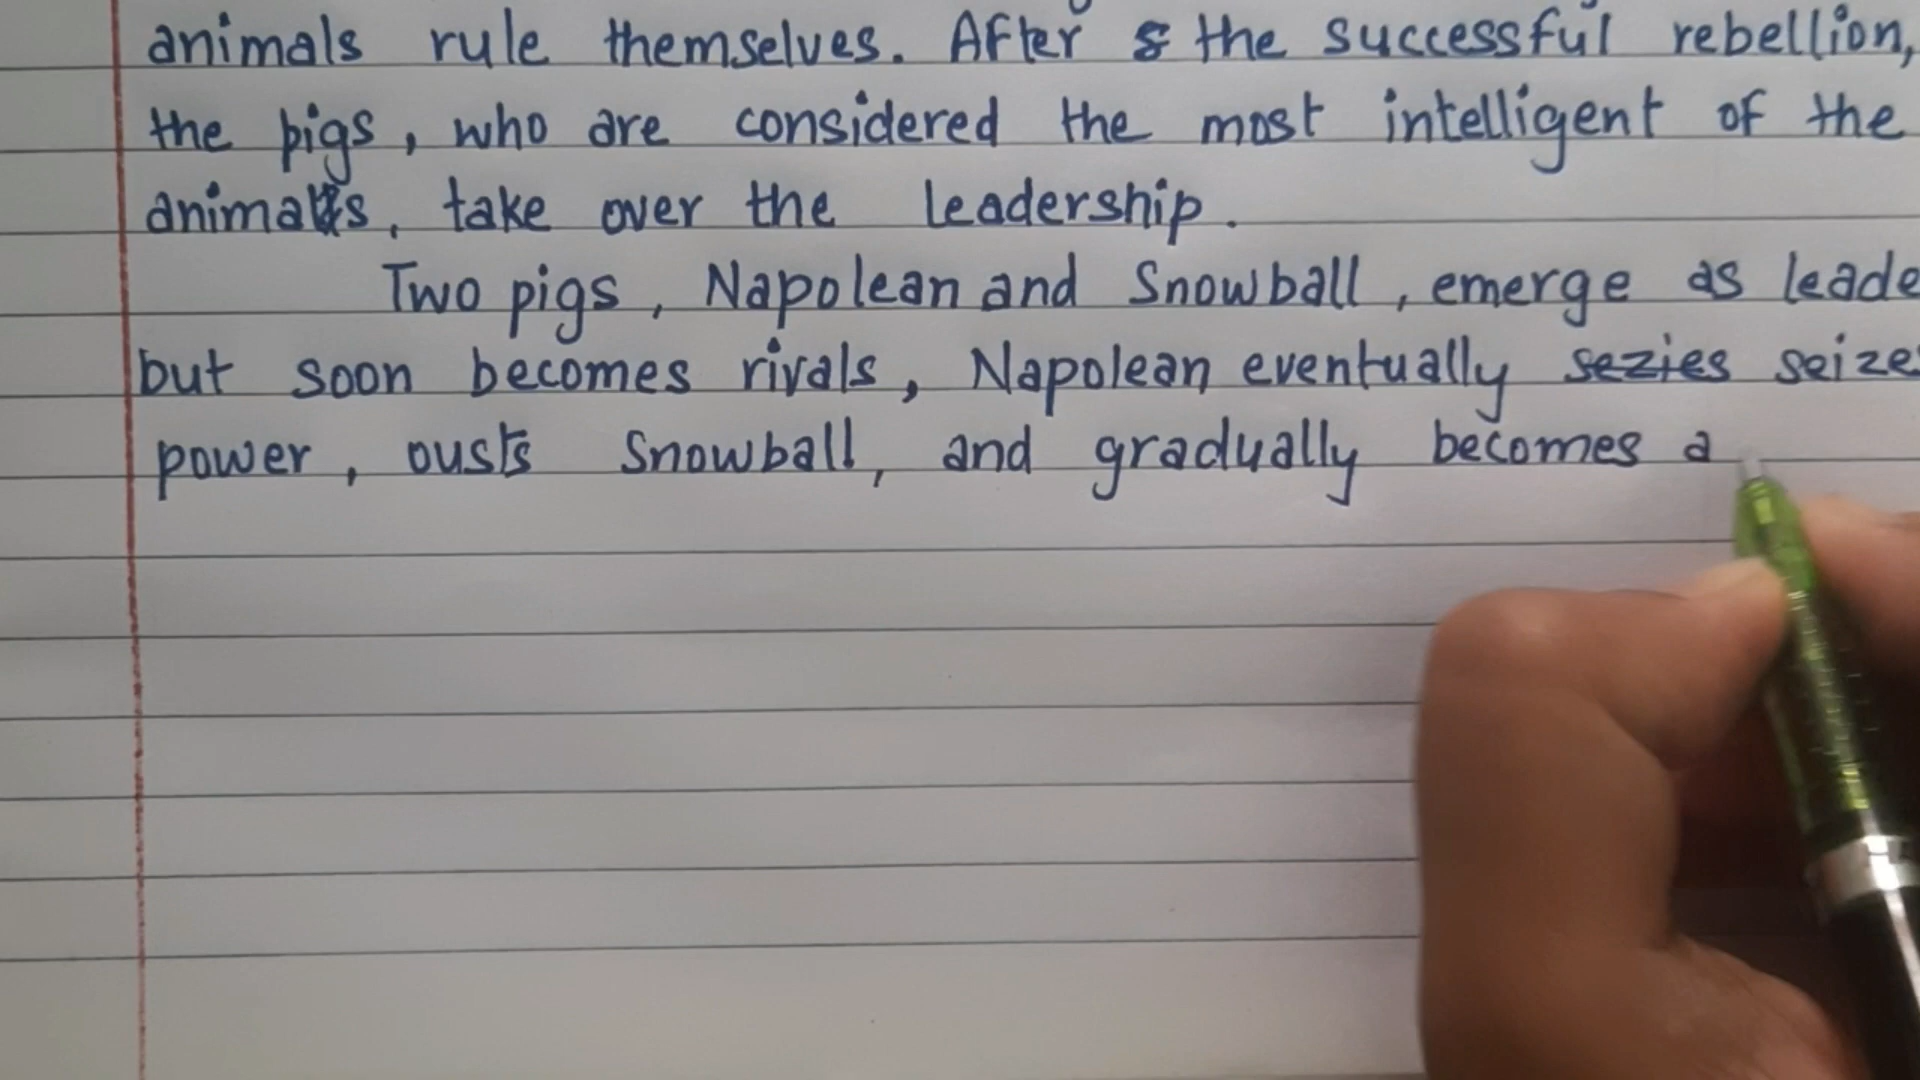 animals rule themselves. After s the successful rebellion,
the pigs, who are considered the most intelligent of the
animals, take over the leadership.
Two pigs, Napolean and Snowball, emerge as leade
but soon becomes rivals, Napolean eventually sezies seizes
power, ousts Snowball, and gradually becomes a